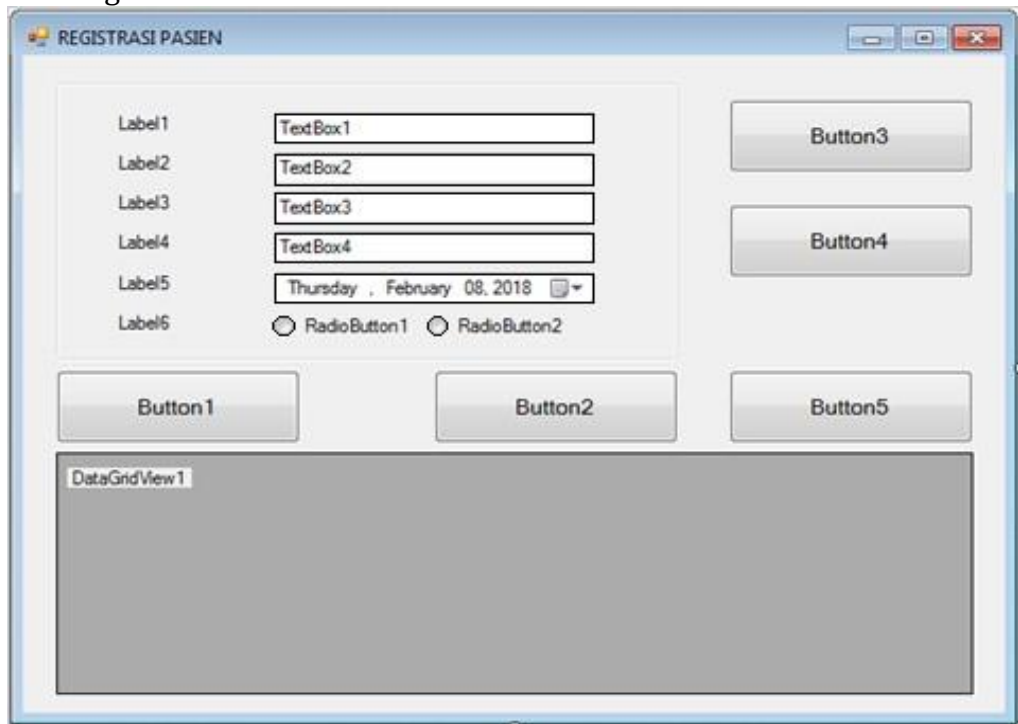 REGISTRASI PASIEN
Label1 TextBox1
Label2 TextBox2
Label3 TextBox3
Label4 TextBox4
Label5 Thursday , February 08, 2018
Label6 RadioButton1 RadioButton2
Button3
Button4
Button1 Button2 Button5
DataGridView1